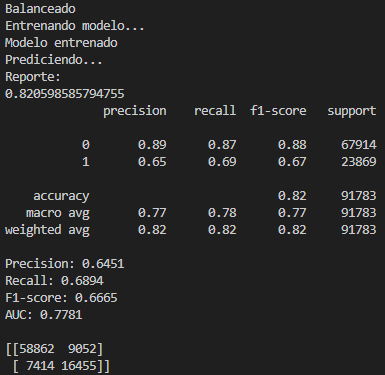 Balanceado
Entrenando modelo...
Modelo entrenado
Prediciendo...
Reporte:
0.820598585794755
precision recall f1-score support
0 0.89 0.87 0.88 67914
1 0.65 0.69 0.67 23869
accuracy 0.82 91783
macro avg 0.77 0.78 0.77 91783
weighted avg 0.82 0.82 0.82 91783
Precision: 0.6451
Recall: 0.6894
F1-score: 0.6665
AUC: 0.7781
[[58862 9052]
[ 7414 16455]]